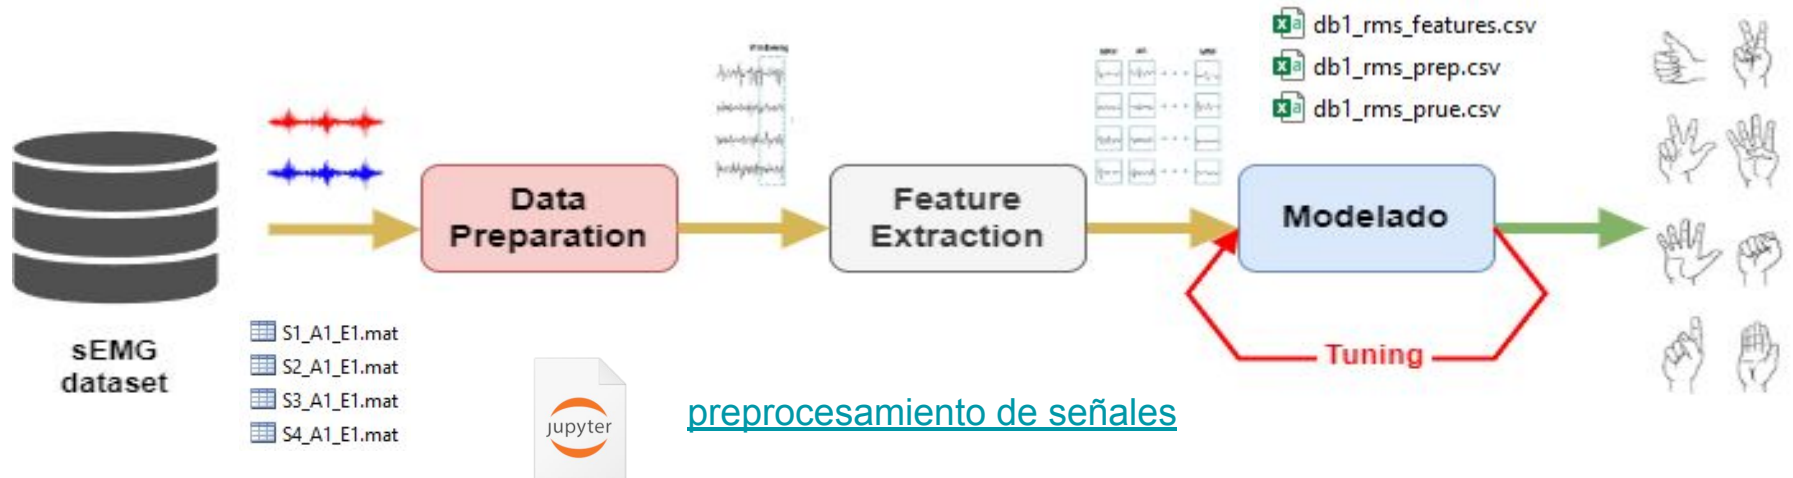 sEMG
dataset
S1_A1_E1.mat
S2_A1_E1.mat
S3_A1_E1.mat
S4_A1_E1.mat
Data
Preparation
jupyter
Feature
Extraction
preprocesamiento de señales
db1_rms_features.csv
db1_rms_prep.csv
db1_rms_prue.csv
Modelado
Tuning